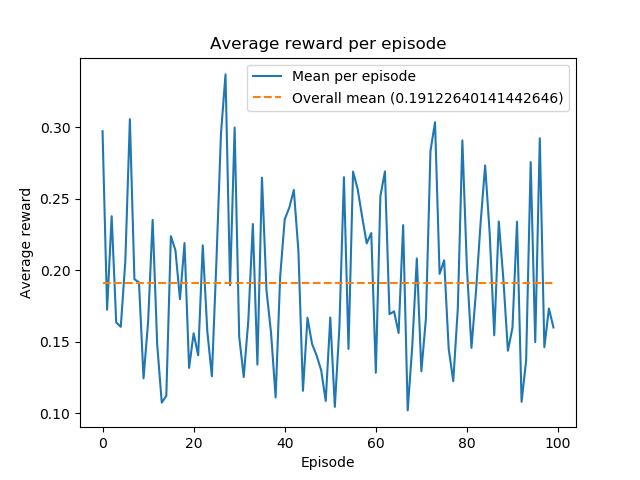 Average reward per episode
Mean per episode
Overall mean (0.19122640141442646)
0.30
0.25
0.20
0.15
0.10
Average reward
0 20 40 60 80 100
Episode